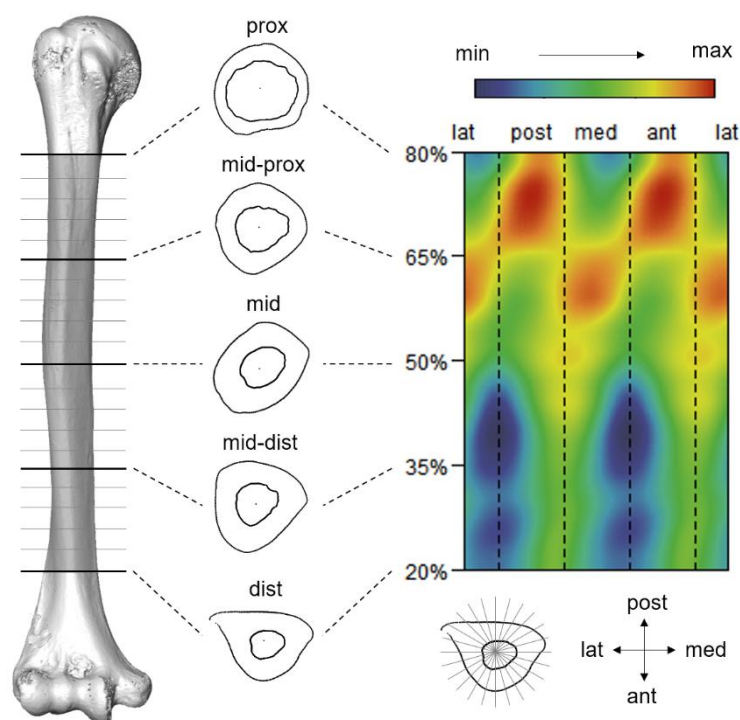 prox
mid-prox
mid
mid-dist
dist
min max
lat post med ant lat
80%
65%
50%
35%
20%
post
lat med
ant